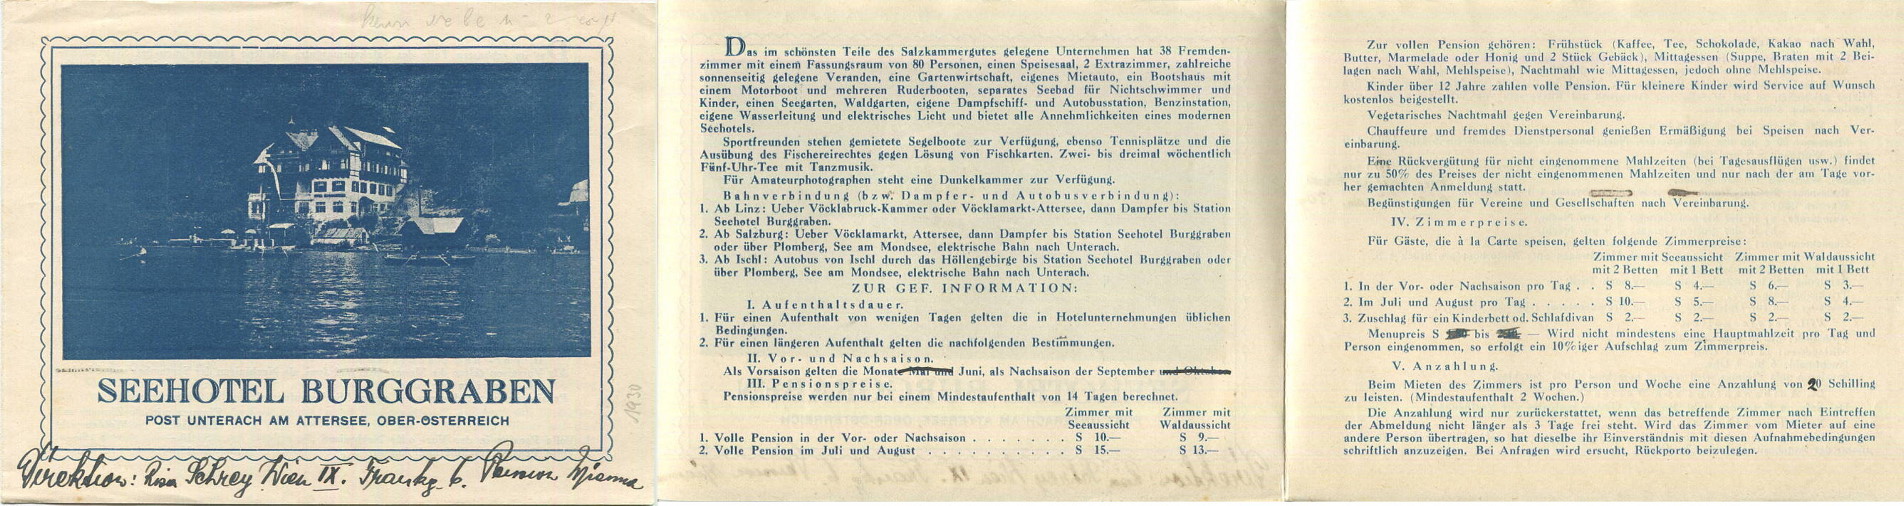 SEEHOTEL BURGGRABEN
POST UNTERACH AM ATTERSEE, OBER-ÖSTERREICH
1930
Direktion: Risa Schrey Wien IX. Frankg. 6. Pension
Das im schönsten Teile des Salzkammergutes gelegene Unternehmen hat 38 Fremden-
zimmer mit einem Fassungsraum von 80 Personen, einen Speisesaal, 2 Extrazimmer, zahlreiche
sonnenseitig gelegene Veranden, eine Gartenwirtschaft, eigenes Mietauto, ein Bootshaus mit
einem Motorboot und mehreren Ruderbooten, separates Seebad für Nichtschwimmer und
Kinder, einen Seegarten, Waldgarten, eigene Dampfschiff- und Autobusstation, Benzinstation,
eigene Wasserleitung und elektrisches Licht und bietet alle Annehmlichkeiten eines modernen
Seehotels.
Sportfreunden stehen gemietete Segelboote zur Verfügung, ebenso Tennisplätze und die
Ausübung des Fischereirechtes gegen Lösung von Fischkarten. Zwei- bis dreimal wöchentlich
Fünf-Uhr-Tee mit Tanzmusik.
Für Amateurphotographen steht eine Dunkelkammer zur Verfügung.
Bahnverbindung (bzw. Dampfer- und Autobusverbindung):
1. Ab Linz: Ueber Vöcklabruck-Kammer oder Vöcklamarkt-Attersee, dann Dampfer bis Station
Seehotel Burggraben.
2. Ab Salzburg: Ueber Vöcklamarkt, Attersee, dann Dampfer bis Station Seehotel Burggraben
oder über Plomberg, See am Mondsee, elektrische Bahn nach Unterach.
3. Ab Ischl: Autobus von Ischl durch das Höllengebirge bis Station Seehotel Burggraben oder
über Plomberg, See am Mondsee, elektrische Bahn nach Unterach.
ZUR GEF. INFORMATION:
I. Aufenthaltsdauer.
1. Für einen Aufenthalt von wenigen Tagen gelten die in Hotelunternehmungen üblichen
Bedingungen.
2. Für einen längeren Aufenthalt gelten die nachfolgenden Bestimmungen.
II. Vor- und Nachsaison.
Als Vorsaison gelten die Monate Mai und Juni, als Nachsaison der September und Oktober
III. Pensionspreise.
Pensionspreise werden nur bei einem Mindestaufenthalt von 14 Tagen berechnet.
Zimmer mit Zimmer mit
Seeaussicht Waldaussicht
1. Volle Pension in der Vor- oder Nachsaison . . . . . . . S 10.— S 9.—
2. Volle Pension im Juli und August . . . . . . . . . . S 15.— S 13.—
Zur vollen Pension gehören: Frühstück (Kaffee, Tee, Schokolade, Kakao nach Wahl,
Butter, Marmelade oder Honig und 2 Stück Gebäck), Mittagessen (Suppe, Braten mit 2 Bei-
lagen nach Wahl, Mehlspeise), Nachtmahl wie Mittagessen, jedoch ohne Mehlspeise.
Kinder über 12 Jahre zahlen volle Pension. Für kleinere Kinder wird Service auf Wunsch
kostenlos beigestellt.
Vegetarisches Nachtmahl gegen Vereinbarung.
Chauffeure und fremdes Dienstpersonal genießen Ermäßigung bei Speisen nach Ver-
einbarung.
Eine Rückvergütung für nicht eingenommene Mahlzeiten (bei Tagesausflügen usw.) findet
nur zu 50% des Preises der nicht eingenommenen Mahlzeiten und nur nach der am Tage vor-
her gemachten Anmeldung statt.
Begünstigungen für Vereine und Gesellschaften nach Vereinbarung.
IV. Zimmerpreise.
Für Gäste, die à la Carte speisen, gelten folgende Zimmerpreise:
Zimmer mit Seeaussicht Zimmer mit Waldaussicht
mit 2 Betten mit 1 Bett mit 2 Betten mit 1 Bett
1. In der Vor- oder Nachsaison pro Tag . . S 8.— S 4.— S 6.— S 3.—
2. Im Juli und August pro Tag . . . . . S 10.— S 5.— S 8.— S 4.—
3. Zuschlag für ein Kinderbett od. Schlafdivan S 2.— S 2.— S 2.— S 2.—
Menupreis S bis — Wird nicht mindestens eine Hauptmahlzeit pro Tag und
Person eingenommen, so erfolgt ein 10%iger Aufschlag zum Zimmerpreis.
V. Anzahlung.
Beim Mieten des Zimmers ist pro Person und Woche eine Anzahlung von 20 Schilling
zu leisten. (Mindestaufenthalt 2 Wochen.)
Die Anzahlung wird nur zurückerstattet, wenn das betreffende Zimmer nach Eintreffen
der Abmeldung nicht länger als 3 Tage frei steht. Wird das Zimmer vom Mieter auf eine
andere Person übertragen, so hat dieselbe ihr Einverständnis mit diesen Aufnahmebedingungen
schriftlich anzuzeigen. Bei Anfragen wird ersucht, Rückporto beizulegen.